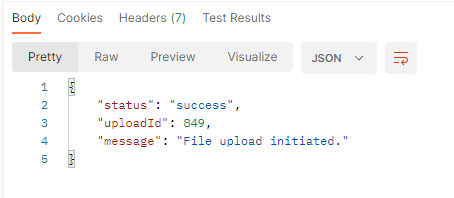 Body Cookies Headers (7) Test Results
Pretty Raw Preview Visualize JSON
1 {
2 "status": "success",
3 "uploadId": 849,
4 "message": "File upload initiated."
5 }